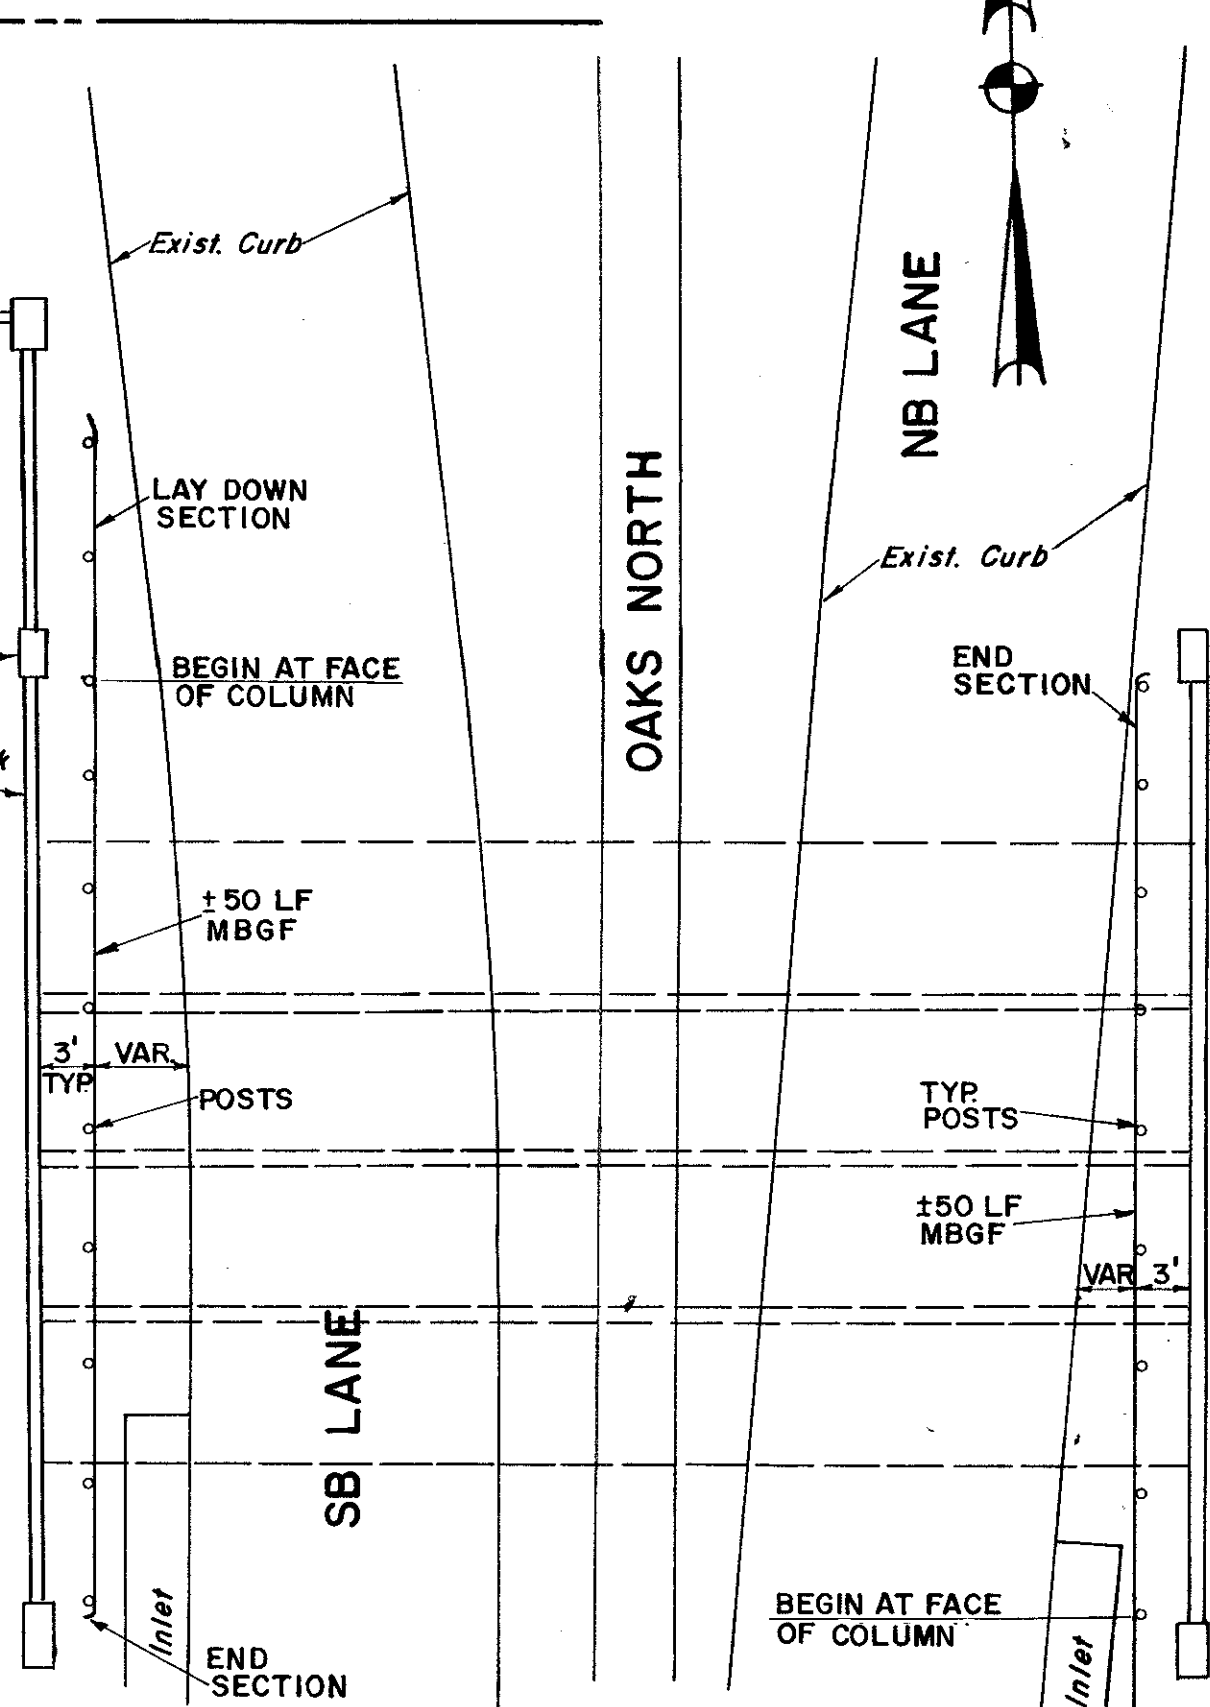 Exist. Curb
NB LANE
LAY DOWN
SECTION
OAKS NORTH
Exist. Curb
BEGIN AT FACE
OF COLUMN
END
SECTION
±50 LF
MBGF
3' VAR.
TYP.
POSTS
TYP.
POSTS
±50 LF
MBGF
VAR 3'
SB LANE
Inlet
BEGIN AT FACE
OF COLUMN
END
SECTION
Inlet